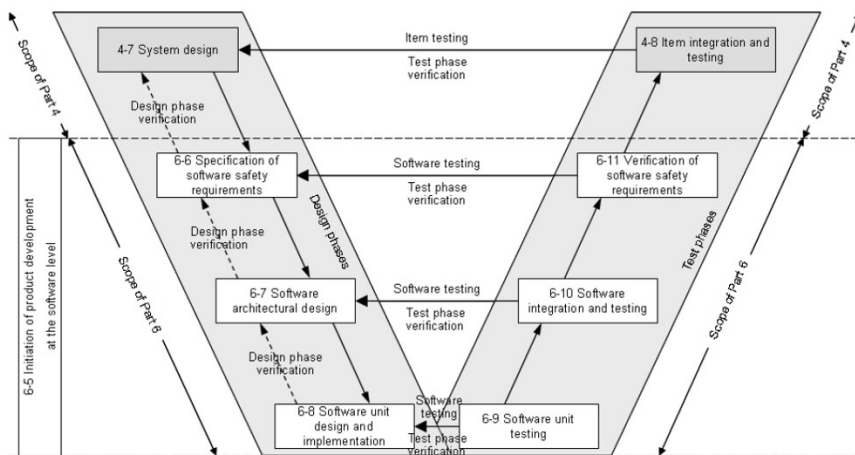 Scope of Part 4
4-7 System design
Item testing
Test phase
verification
4-8 Item integration and
testing
Scope of Part 4
Design phase
verification
6-5 Initiation of product development
at the software level
6-6 Specification of
software safety
requirements
Software testing
Test phase
verification
6-11 Verification of
software safety
requirements
Design phase
verification
Design phases
Test phases
Scope of Part 6
Scope of Part 6
6-7 Software
architectural design
Software testing
Test phase
verification
6-10 Software
integration and testing
Design phase
verification
6-8 Software unit
design and
implementation
Software
testing
Test phase
verification
6-9 Software unit
testing